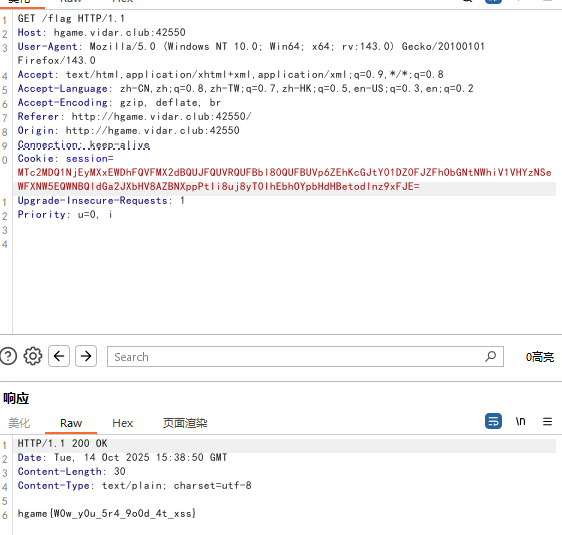 美化 Raw Hex
1 GET /flag HTTP/1.1
2 Host: hgame.vidar.club:42550
3 User-Agent: Mozilla/5.0 (Windows NT 10.0; Win64; x64; rv:143.0) Gecko/20100101
Firefox/143.0
4 Accept: text/html,application/xhtml+xml,application/xml;q=0.9,*/*;q=0.8
5 Accept-Language: zh-CN,zh;q=0.8,zh-TW;q=0.7,zh-HK;q=0.5,en-US;q=0.3,en;q=0.2
6 Accept-Encoding: gzip, deflate, br
7 Referer: http://hgame.vidar.club:42550/
8 Origin: http://hgame.vidar.club:42550
9 Connection: keep-alive
0 Cookie: session=
1 Upgrade-Insecure-Requests: 1
2 Priority: u=0, i
3
4
? Search 0高亮
响应
美化 Raw Hex 页面渲染 \n
1 HTTP/1.1 200 OK
2 Date: Tue, 14 Oct 2025 15:38:50 GMT
3 Content-Length: 30
4 Content-Type: text/plain; charset=utf-8
5
6 hgame{W0w_y0u_5r4_9o0d_4t_xss}